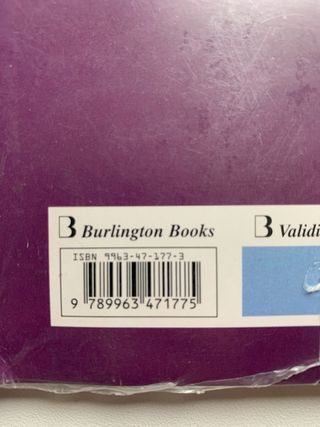 B Burlington Books
B Validi
ISBN 9963-47-177-3
9 789963 471775